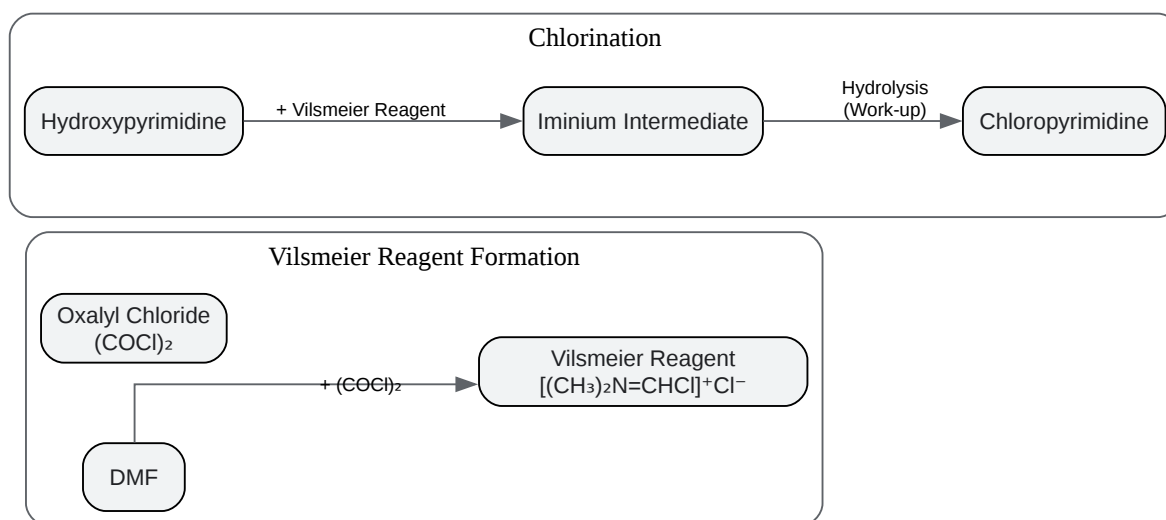 Chlorination
Hydroxypyrimidine
+ Vilsmeier Reagent
Iminium Intermediate
Hydrolysis
(Work-up)
Chloropyrimidine
Vilsmeier Reagent Formation
Oxalyl Chloride
(COCl)₂
+ (COCl)₂
Vilsmeier Reagent
[(CH₃)₂N=CHCl]⁺Cl⁻
DMF